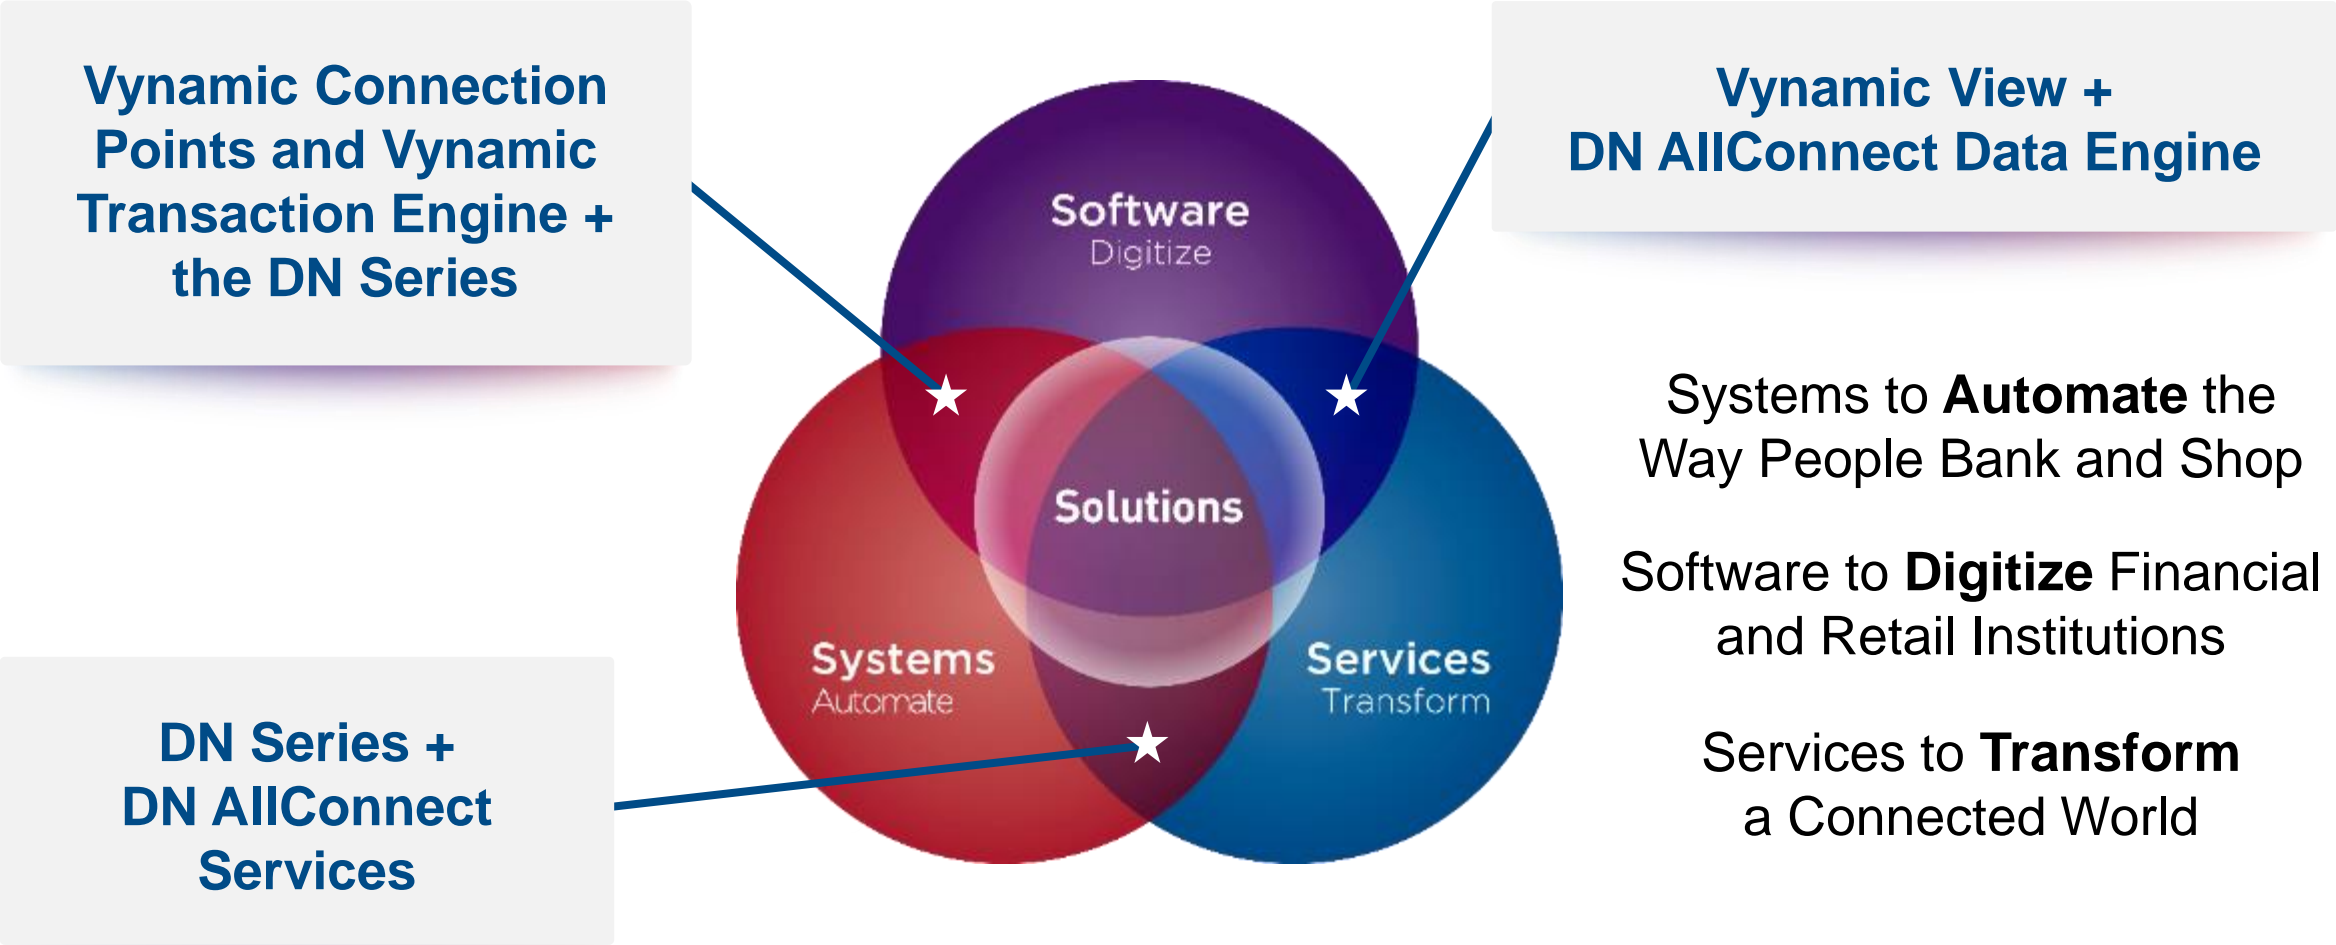 Vynamic Connection
Points and Vynamic
Transaction Engine +
the DN Series
Vynamic View +
DN AllConnect Data Engine
Software
Digitize
Solutions
Systems
Automate
Services
Transform
DN Series +
DN AllConnect
Services
Systems to Automate the
Way People Bank and Shop
Software to Digitize Financial
and Retail Institutions
Services to Transform
a Connected World